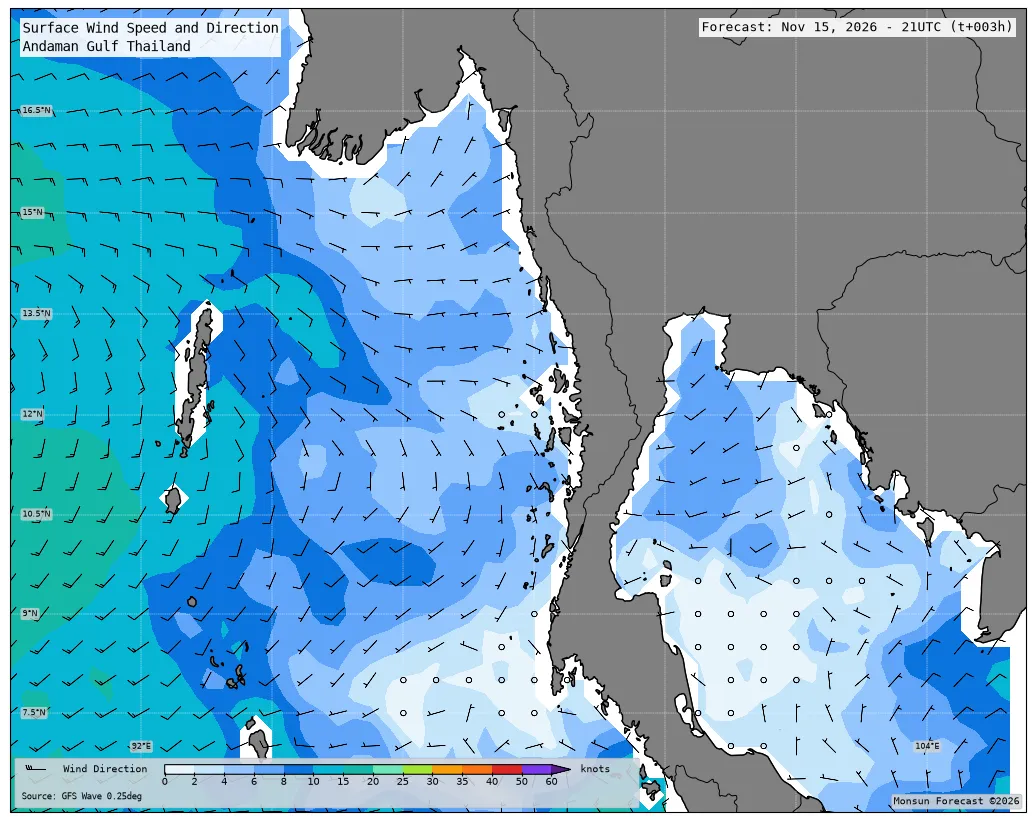 Surface Wind Speed and Direction
Andaman Gulf Thailand
Forecast: Nov 15, 2026 - 21UTC (t+003h)
16.5°N
15°N
13.5°N
12°N
10.5°N
9°N
7.5°N
92°E
104°E
Wind Direction
0 2 4 6 8 10 15 20 25 30 35 40 50 60
knots
Source: GFS Wave 0.25deg
Monsun Forecast ©2026